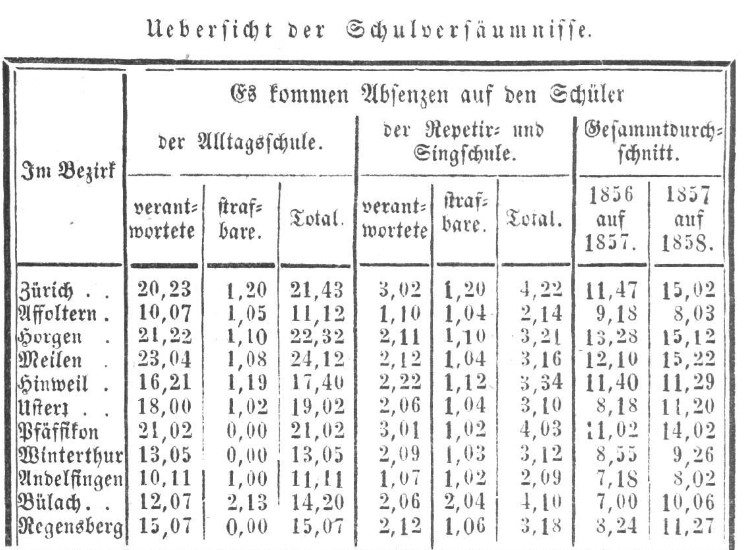 Uebersicht der Schulversäumnisse.
Es kommen Absenzen auf den Schüler
Im Bezirk
der Alltagsschule.
der Repetir- und
Singschule.
Gesammtdurch-
schnitt.
verant-
wortete
straf-
bare.
Total.
verant-
wortete
straf-
bare.
Total.
1856
auf
1857.
1857
auf
1858.
Zürich . . 20,23 1,20 21,43 3,02 1,20 4,22 11,47 15,02
Affoltern . 10,07 1,05 11,12 1,10 1,04 2,14 9,18 8,03
Horgen . 21,22 1,10 22,32 2,11 1,10 3,21 13,28 15,12
Meilen . 23,04 1,08 24,12 2,12 1,04 3,16 12,10 15,22
Hinweil . 16,21 1,19 17,40 2,22 1,12 3,34 11,40 11,29
Uster . . 18,00 1,02 19,02 2,06 1,04 3,10 8,18 11,20
Pfäffikon 21,02 0,00 21,02 3,01 1,02 4,03 11,02 14,02
Winterthur 13,05 0,00 13,05 2,09 1,03 3,12 8,55 9,26
Andelfingen 10,11 1,00 11,11 1,07 1,02 2,09 7,18 8,02
Bülach. . 12,07 2,13 14,20 2,06 2,04 4,10 7,00 10,06
Regensberg 15,07 0,00 15,07 2,12 1,06 3,18 8,24 11,27